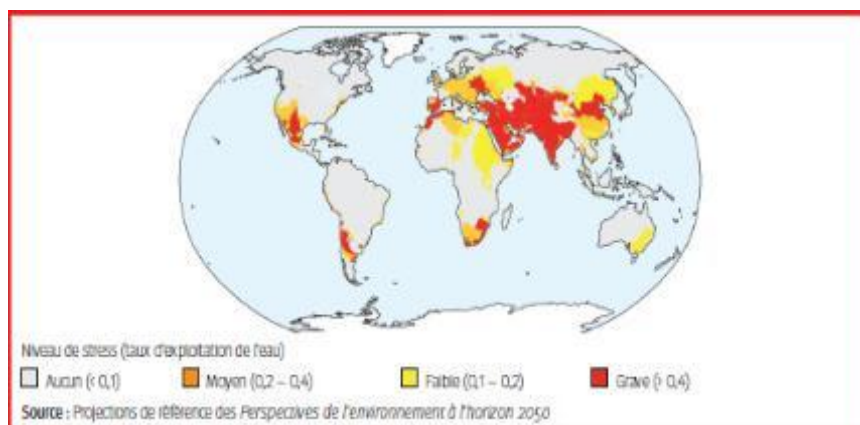 Niveau de stress (taux d'exploitation de l'eau)
Aucun (< 0,1) Moyen (0,2 – 0,4) Faible (0,1 – 0,2) Grave (> 0,4)
Source : Projections de référence des Perspectives de l'environnement à l'horizon 2050